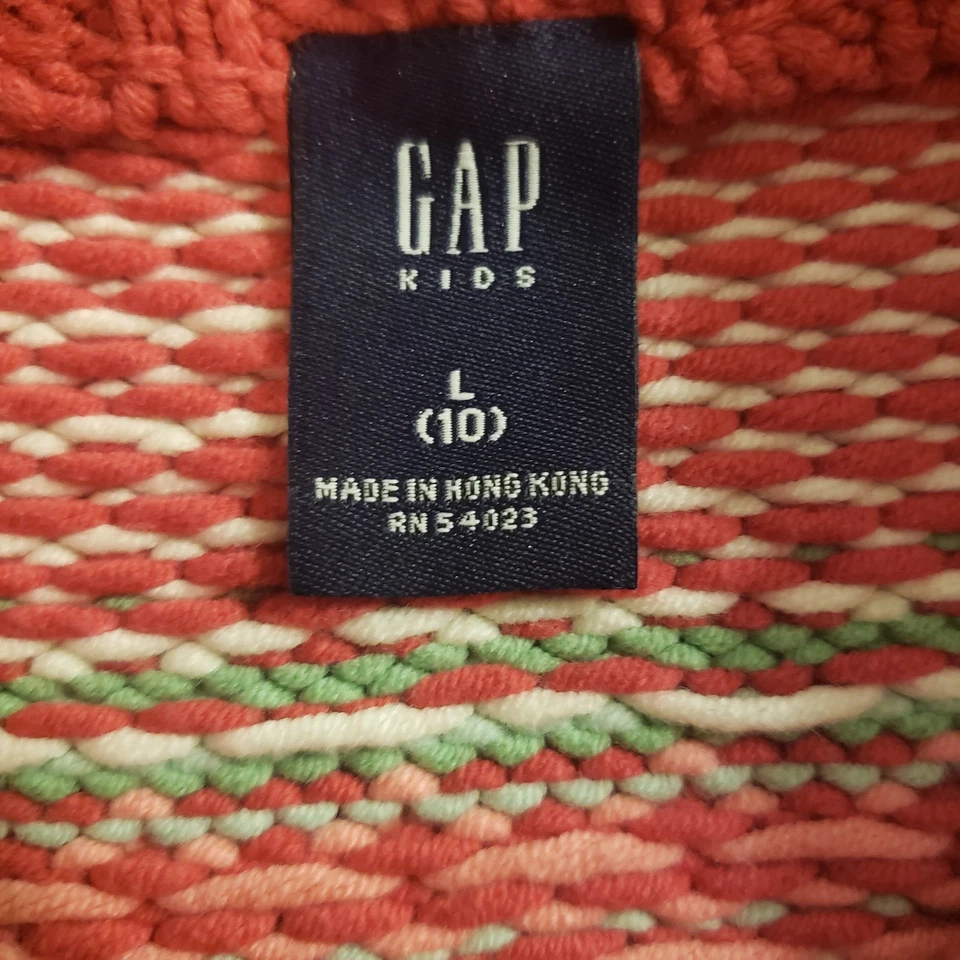 GAP
KIDS
L
(10)
MADE IN HONG KONG
RN 54023